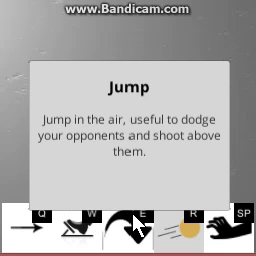 www.Bandicam.com
Jump
Jump in the air, useful to dodge
your opponents and shoot above
them.
Q W E R SP